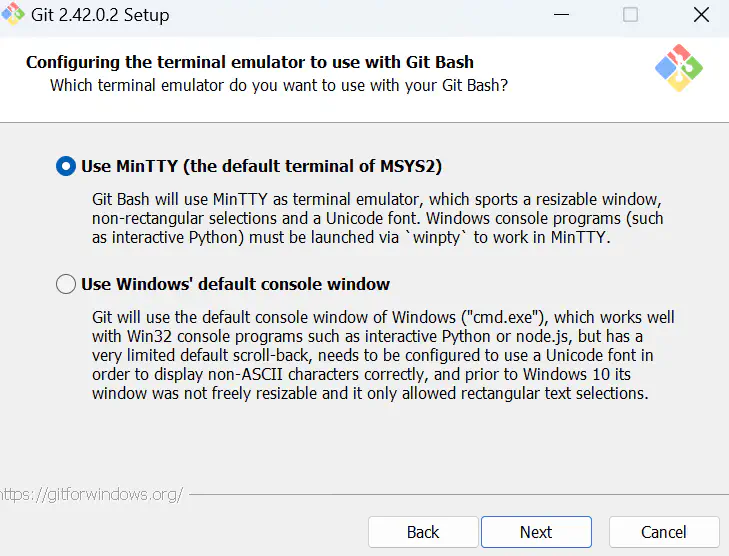 Git 2.42.0.2 Setup
Configuring the terminal emulator to use with Git Bash
Which terminal emulator do you want to use with your Git Bash?
Use MinTTY (the default terminal of MSYS2)
Git Bash will use MinTTY as terminal emulator, which sports a resizable window,
non-rectangular selections and a Unicode font. Windows console programs (such
as interactive Python) must be launched via `winpty` to work in MinTTY.
Use Windows' default console window
Git will use the default console window of Windows ("cmd.exe"), which works well
with Win32 console programs such as interactive Python or node.js, but has a
very limited default scroll-back, needs to be configured to use a Unicode font in
order to display non-ASCII characters correctly, and prior to Windows 10 its
window was not freely resizable and it only allowed rectangular text selections.
https://gitforwindows.org/
Back
Next
Cancel